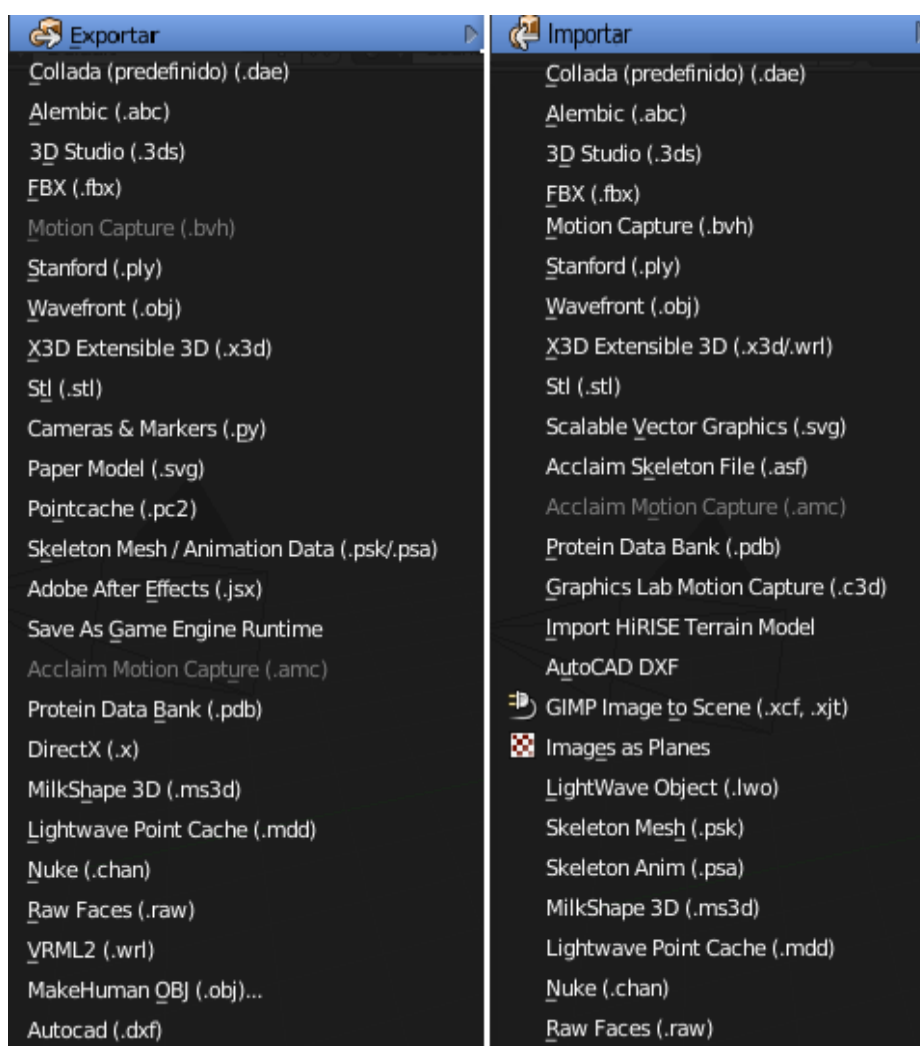 Exportar
Collada (predefinido) (.dae)
Alembic (.abc)
3D Studio (.3ds)
FBX (.fbx)
Motion Capture (.bvh)
Stanford (.ply)
Wavefront (.obj)
X3D Extensible 3D (.x3d)
Stl (.stl)
Cameras & Markers (.py)
Paper Model (.svg)
Pointcache (.pc2)
Skeleton Mesh / Animation Data (.psk/.psa)
Adobe After Effects (.jsx)
Save As Game Engine Runtime
Acclaim Motion Capture (.amc)
Protein Data Bank (.pdb)
DirectX (.x)
MilkShape 3D (.ms3d)
Lightwave Point Cache (.mdd)
Nuke (.chan)
Raw Faces (.raw)
VRML2 (.wrl)
MakeHuman OBJ (.obj)...
Autocad (.dxf)
Importar
Collada (predefinido) (.dae)
Alembic (.abc)
3D Studio (.3ds)
FBX (.fbx)
Motion Capture (.bvh)
Stanford (.ply)
Wavefront (.obj)
X3D Extensible 3D (.x3d/.wrl)
Stl (.stl)
Scalable Vector Graphics (.svg)
Acclaim Skeleton File (.asf)
Acclaim Motion Capture (.amc)
Protein Data Bank (.pdb)
Graphics Lab Motion Capture (.c3d)
Import HiRISE Terrain Model
AutoCAD DXF
GIMP Image to Scene (.xcf, .xjt)
Images as Planes
LightWave Object (.lwo)
Skeleton Mesh (.psk)
Skeleton Anim (.psa)
MilkShape 3D (.ms3d)
Lightwave Point Cache (.mdd)
Nuke (.chan)
Raw Faces (.raw)